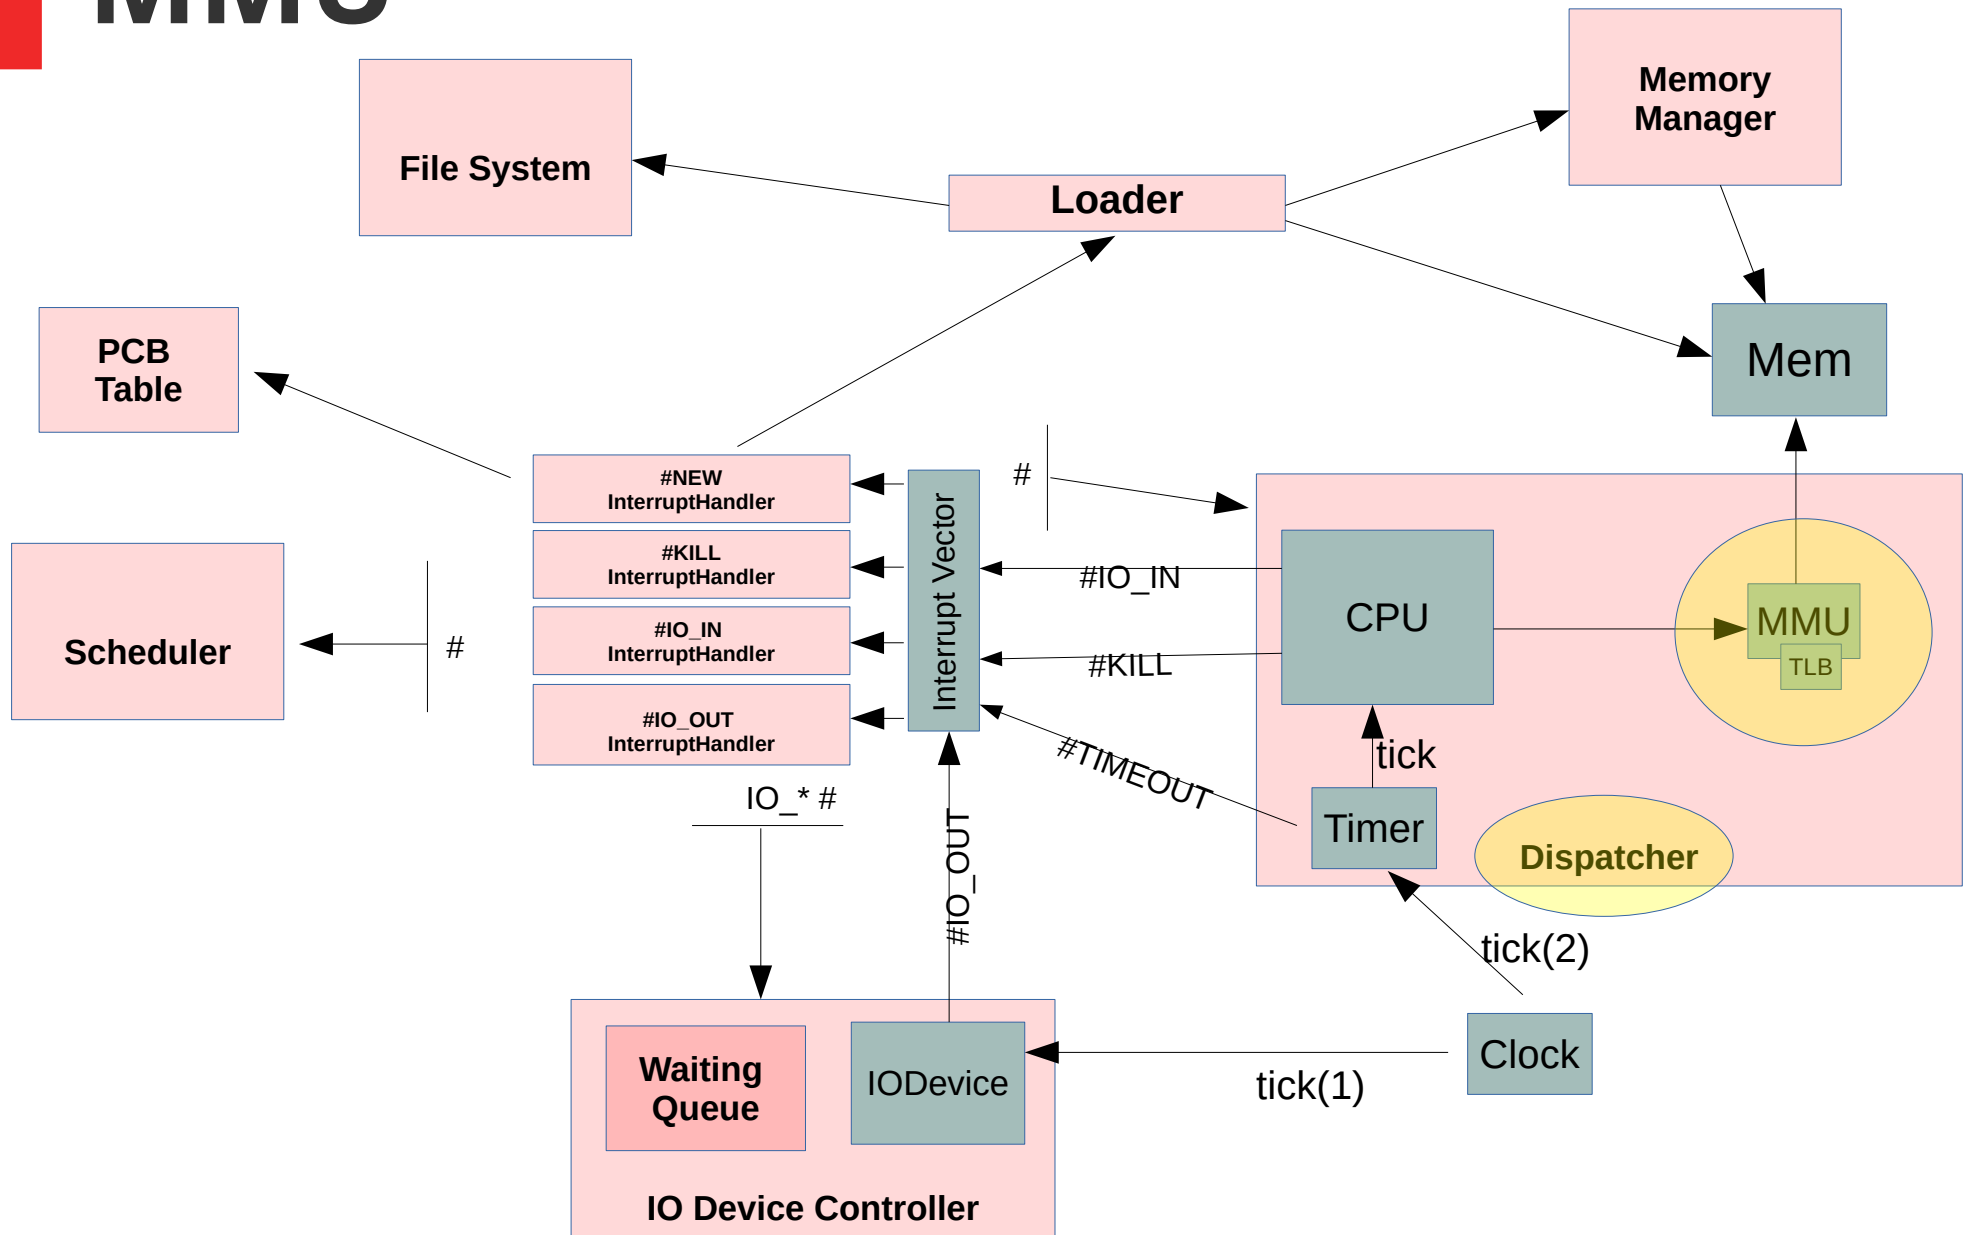 MMU
Memory
Manager
File System
Loader
PCB
Table
Mem
#NEW
InterruptHandler
#KILL
InterruptHandler
#IO_IN
InterruptHandler
#IO_OUT
InterruptHandler
Interrupt Vector
#
#IO_IN
#KILL
#TIMEOUT
CPU
MMU
TLB
tick
Timer
Dispatcher
Scheduler
#
IO_* #
#IO_OUT
tick(2)
Clock
tick(1)
Waiting
Queue
IODevice
IO Device Controller